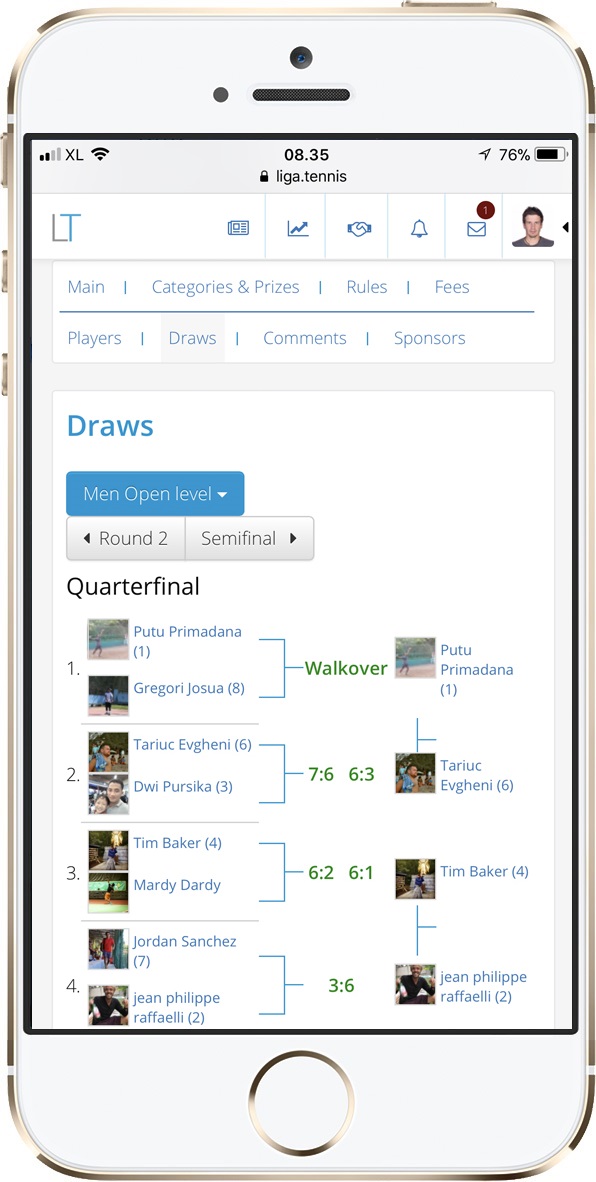 XL 08.35 76%
liga.tennis
LT 1
Main | Categories & Prizes | Rules | Fees
Players | Draws | Comments | Sponsors
Draws
Men Open level
Round 2 Semifinal
Quarterfinal
1. Putu Primadana
(1)
Gregori Josua (8)
Walkover
Putu
Primadana
(1)
2. Tariuc Evgheni (6)
Dwi Pursika (3)
7:6 6:3
Tariuc
Evgheni (6)
3. Tim Baker (4)
Mardy Dardy
6:2 6:1
Tim Baker (4)
4. Jordan Sanchez
(7)
jean philippe
raffaelli (2)
3:6
jean philippe
raffaelli (2)